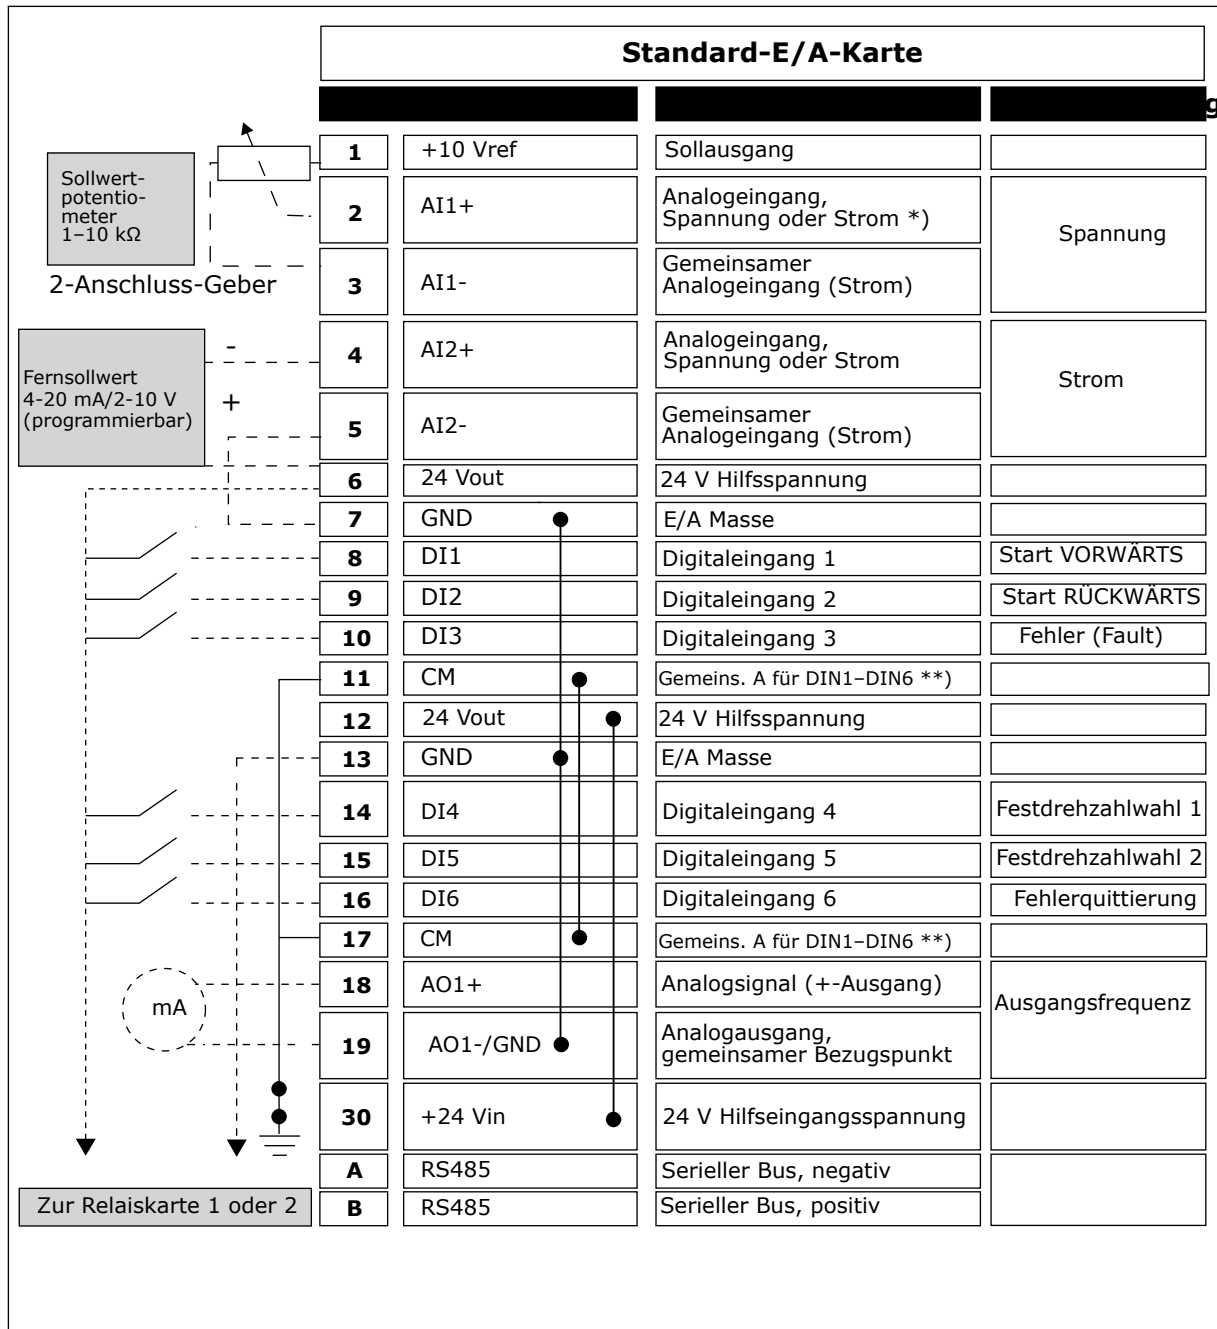 Standard-E/A-Karte
g
1 +10 Vref Sollausgang
Sollwert-
potentio-
meter
1–10 kΩ
2-Anschluss-Geber
2 AI1+ Analogeingang,
Spannung oder Strom *)
Spannung
3 AI1- Gemeinsamer
Analogeingang (Strom)
Fernsollwert
4-20 mA/2-10 V
(programmierbar)
-
+
4 AI2+ Analogeingang,
Spannung oder Strom
Strom
5 AI2- Gemeinsamer
Analogeingang (Strom)
6 24 Vout 24 V Hilfsspannung
7 GND E/A Masse
8 DI1 Digitaleingang 1 Start VORWÄRTS
9 DI2 Digitaleingang 2 Start RÜCKWÄRTS
10 DI3 Digitaleingang 3 Fehler (Fault)
11 CM Gemeins. A für DIN1–DIN6 **)
12 24 Vout 24 V Hilfsspannung
13 GND E/A Masse
14 DI4 Digitaleingang 4 Festdrehzahlwahl 1
15 DI5 Digitaleingang 5 Festdrehzahlwahl 2
16 DI6 Digitaleingang 6 Fehlerquittierung
17 CM Gemeins. A für DIN1–DIN6 **)
mA
18 AO1+ Analogsignal (+-Ausgang)
Ausgangsfrequenz
19 AO1-/GND Analogausgang,
gemeinsamer Bezugspunkt
30 +24 Vin 24 V Hilfseingangsspannung
A RS485 Serieller Bus, negativ
Zur Relaiskarte 1 oder 2
B RS485 Serieller Bus, positiv